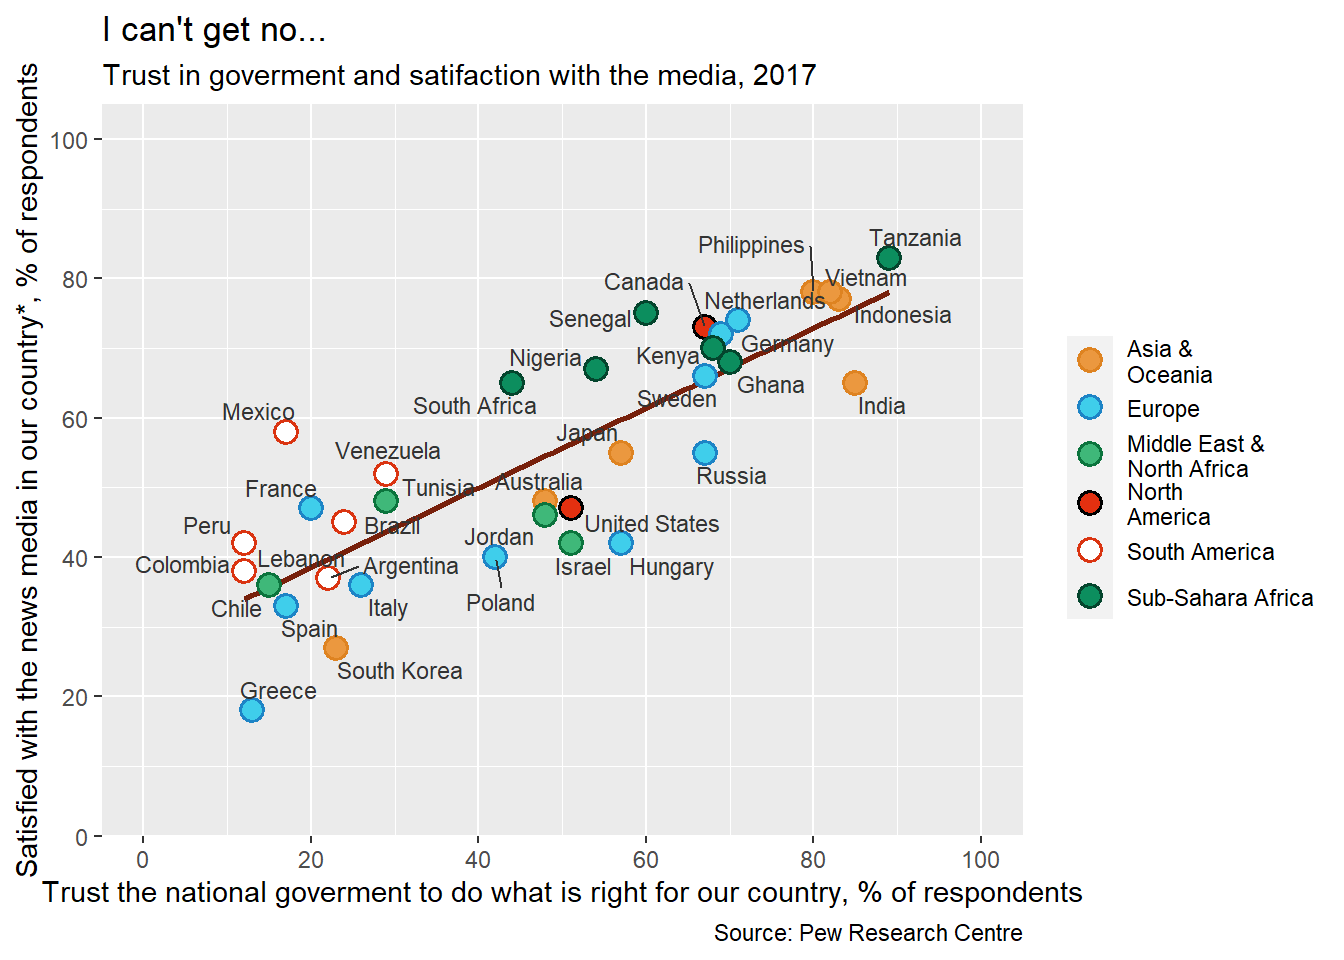 I can't get no...
Trust in goverment and satifaction with the media, 2017
Satisfied with the news media in our country*, % of respondents
100
80
60
40
20
0
Tanzania
Philippines
Vietnam
Canada
Netherlands
Indonesia
Senegal
Germany
Nigeria
Kenya
Ghana
South Africa
Sweden
India
Mexico
Japan
Venezuela
Russia
Tunisia
Australia
France
Peru
Brazil
United States
Jordan
Lebanon
Colombia
Argentina
Israel
Hungary
Chile
Italy
Poland
Spain
South Korea
Greece
0 20 40 60 80 100
Trust the national goverment to do what is right for our country, % of respondents
Source: Pew Research Centre
Asia &
Oceania
Europe
Middle East &
North Africa
North
America
South America
Sub-Sahara Africa